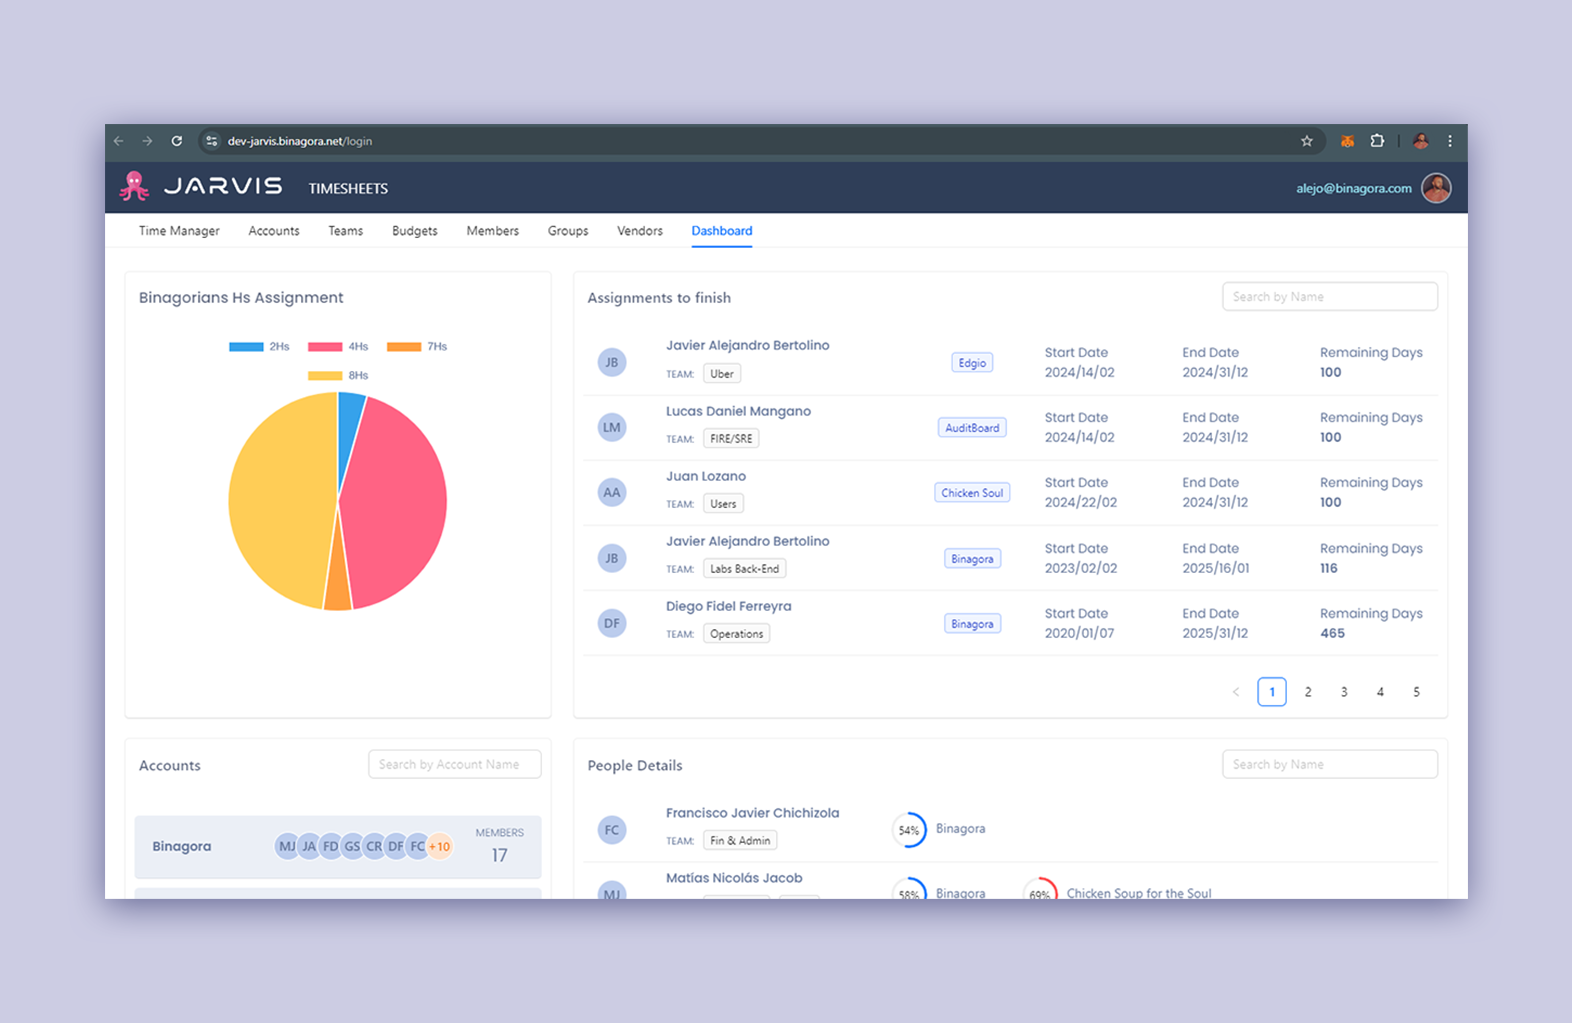 dev-jarvis.binagora.net/login
JARVIS TIMESHEETS alejo@binagora.com
Time Manager Accounts Teams Budgets Members Groups Vendors Dashboard
Binagorians Hs Assignment
2Hs 4Hs 7Hs
8Hs
Assignments to finish Search by Name
JB Javier Alejandro Bertolino
TEAM: Uber
Edgio
Start Date End Date Remaining Days
2024/14/02 2024/31/12 100
LM Lucas Daniel Mangano
TEAM: FIRE/SRE
AuditBoard
Start Date End Date Remaining Days
2024/14/02 2024/31/12 100
AA Juan Lozano
TEAM: Users
Chicken Soul
Start Date End Date Remaining Days
2024/22/02 2024/31/12 100
JB Javier Alejandro Bertolino
TEAM: Labs Back-End
Binagora
Start Date End Date Remaining Days
2023/02/02 2025/16/01 116
DF Diego Fidel Ferreyra
TEAM: Operations
Binagora
Start Date End Date Remaining Days
2020/01/07 2025/31/12 465
< 1 2 3 4 5
Accounts Search by Account Name
Binagora MJ JA FD GS CR DF FC +10 MEMBERS
17
People Details Search by Name
FC Francisco Javier Chichizola
TEAM: Fin & Admin
54% Binagora
MJ Matías Nicolás Jacob
58% Binagora 69% Chicken Soup for the Soul